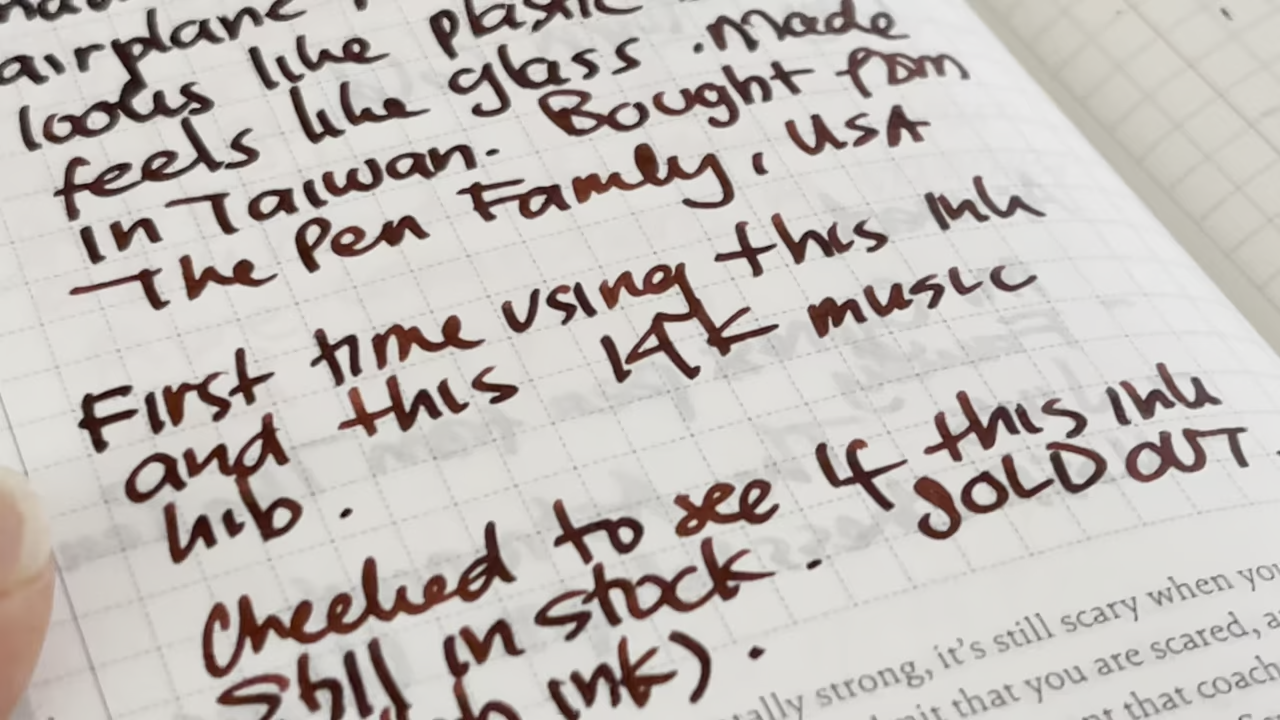 airplane
looks like plastic
feels like glass. Made
in Taiwan. Bought from
The Pen Family, USA
First time using this ink
and this 14K music
nib.
Checked to see if this ink
still in stock. SOLD OUT.
ink).
tally strong, it's still scary when you
that you are scared, a
that coach